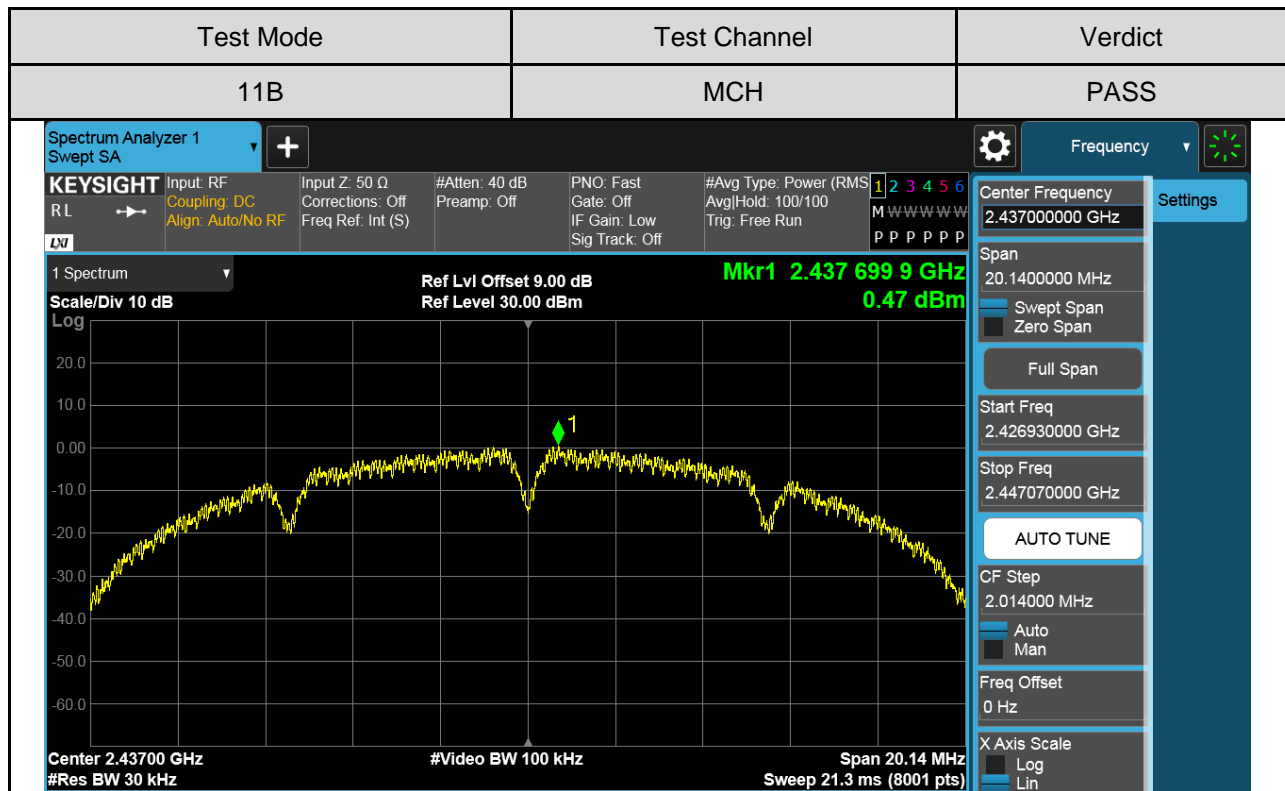 Test Mode Test Channel Verdict
11B MCH PASS
Spectrum Analyzer 1
Swept SA
+
Frequency
KEYSIGHT Input: RF Input Z: 50 Ω #Atten: 40 dB PNO: Fast #Avg Type: Power (RMS 1 2 3 4 5 6
RL Coupling: DC Corrections: Off Preamp: Off Gate: Off Avg|Hold: 100/100 M W W W W W
Align: Auto/No RF Freq Ref: Int (S) IF Gain: Low Trig: Free Run
LXI Sig Track: Off P P P P P P
1 Spectrum
Ref Lvl Offset 9.00 dB
Mkr1 2.437 699 9 GHz
Scale/Div 10 dB Ref Level 30.00 dBm 0.47 dBm
Log
20.0
10.0
1
0.00
-10.0
-20.0
-30.0
-40.0
-50.0
-60.0
Center 2.43700 GHz #Video BW 100 kHz Span 20.14 MHz
#Res BW 30 kHz Sweep 21.3 ms (8001 pts)
Center Frequency
2.437000000 GHz
Settings
Span
20.1400000 MHz
Swept Span
Zero Span
Full Span
Start Freq
2.426930000 GHz
Stop Freq
2.447070000 GHz
AUTO TUNE
CF Step
2.014000 MHz
Auto
Man
Freq Offset
0 Hz
X Axis Scale
Log
Lin